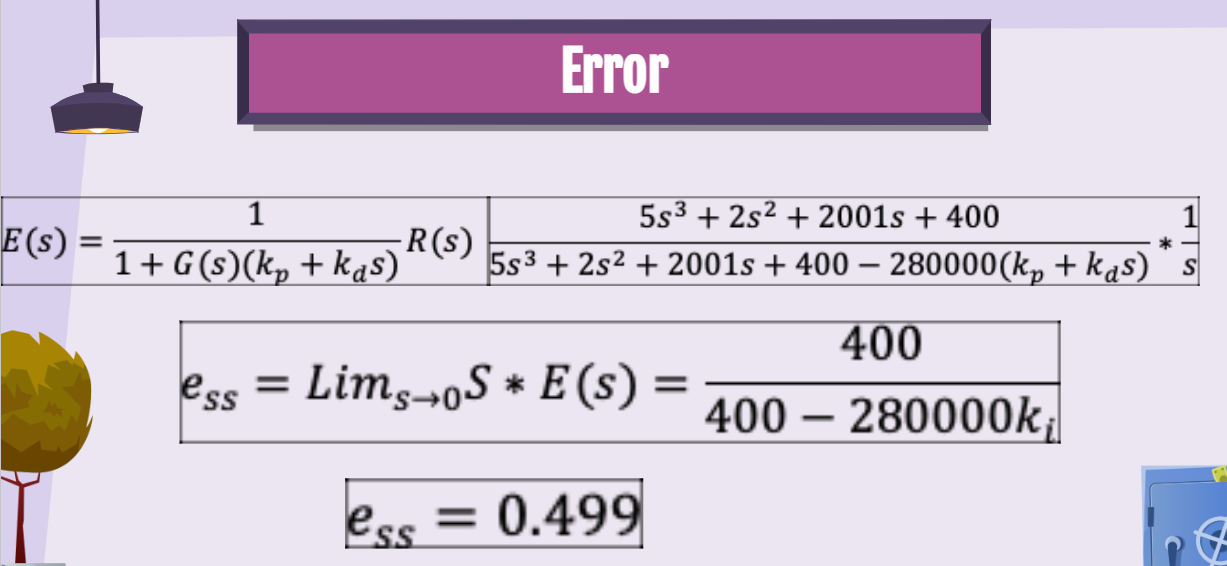 Error
E(s) = \frac{1}{1 + G(s)(k_p + k_d s)} R(s) \frac{5s^3 + 2s^2 + 2001s + 400}{5s^3 + 2s^2 + 2001s + 400 − 280000(k_p + k_d s)} * \frac{1}{s}
e_{ss} = Lim_{s→0} S * E(s) = \frac{400}{400 − 280000k_i}
e_{ss} = 0.499